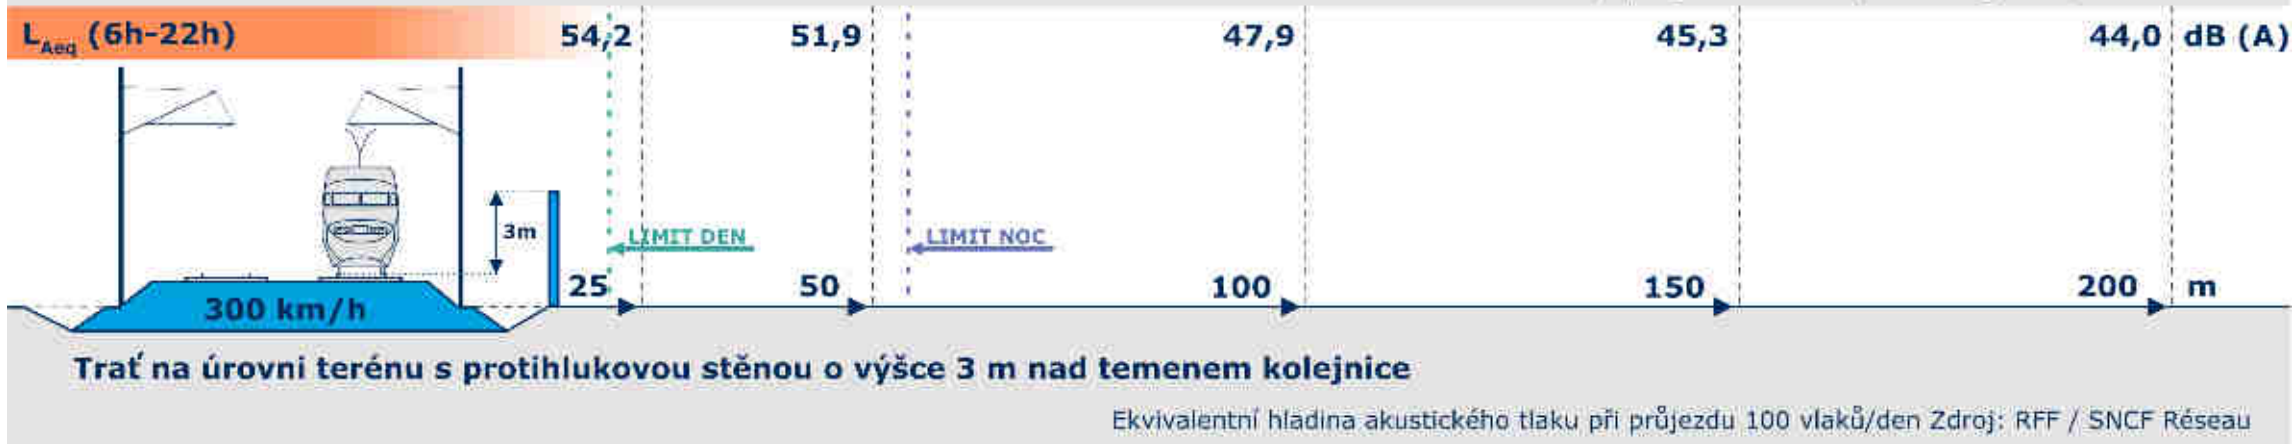 L Aeq (6h-22h) 54,2 51,9 47,9 45,3 44,0 dB (A)
3m
LIMIT DEN
LIMIT NOC
25 50 100 150 200 m
300 km/h
Trať na úrovni terénu s protihlukovou stěnou o výšce 3 m nad temenem kolejnice
Ekvivalentní hladina akustického tlaku při průjezdu 100 vlaků/den Zdroj: RFF / SNCF Réseau